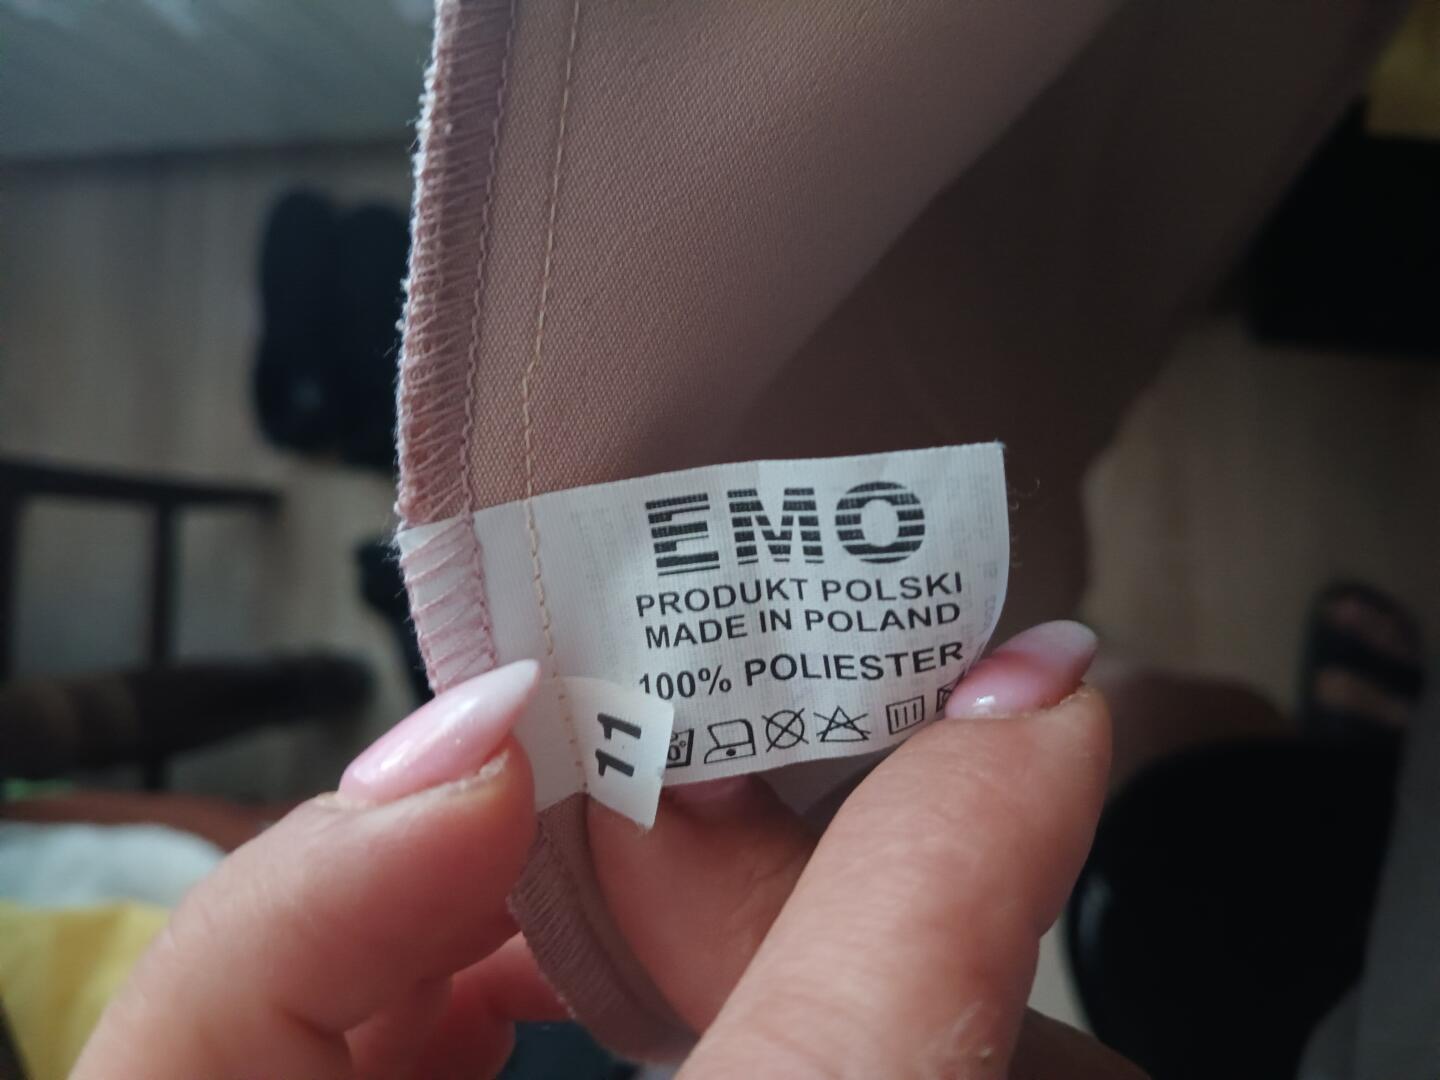 EMO
PRODUKT POLSKI
MADE IN POLAND
100% POLIESTER
11